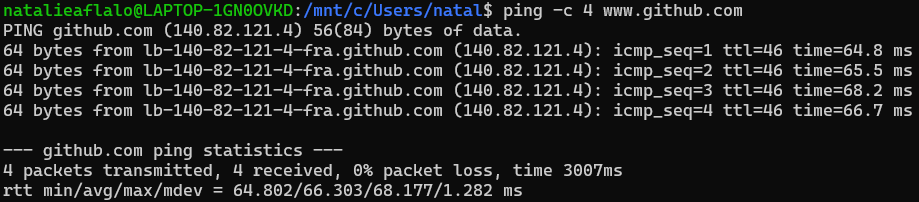 natalieaflalo@LAPTOP-1GN0OVKD:/mnt/c/Users/natal$ ping -c 4 www.github.com
PING github.com (140.82.121.4) 56(84) bytes of data.
64 bytes from lb-140-82-121-4-fra.github.com (140.82.121.4): icmp_seq=1 ttl=46 time=64.8 ms
64 bytes from lb-140-82-121-4-fra.github.com (140.82.121.4): icmp_seq=2 ttl=46 time=65.5 ms
64 bytes from lb-140-82-121-4-fra.github.com (140.82.121.4): icmp_seq=3 ttl=46 time=68.2 ms
64 bytes from lb-140-82-121-4-fra.github.com (140.82.121.4): icmp_seq=4 ttl=46 time=66.7 ms

--- github.com ping statistics ---
4 packets transmitted, 4 received, 0% packet loss, time 3007ms
rtt min/avg/max/mdev = 64.802/66.303/68.177/1.282 ms